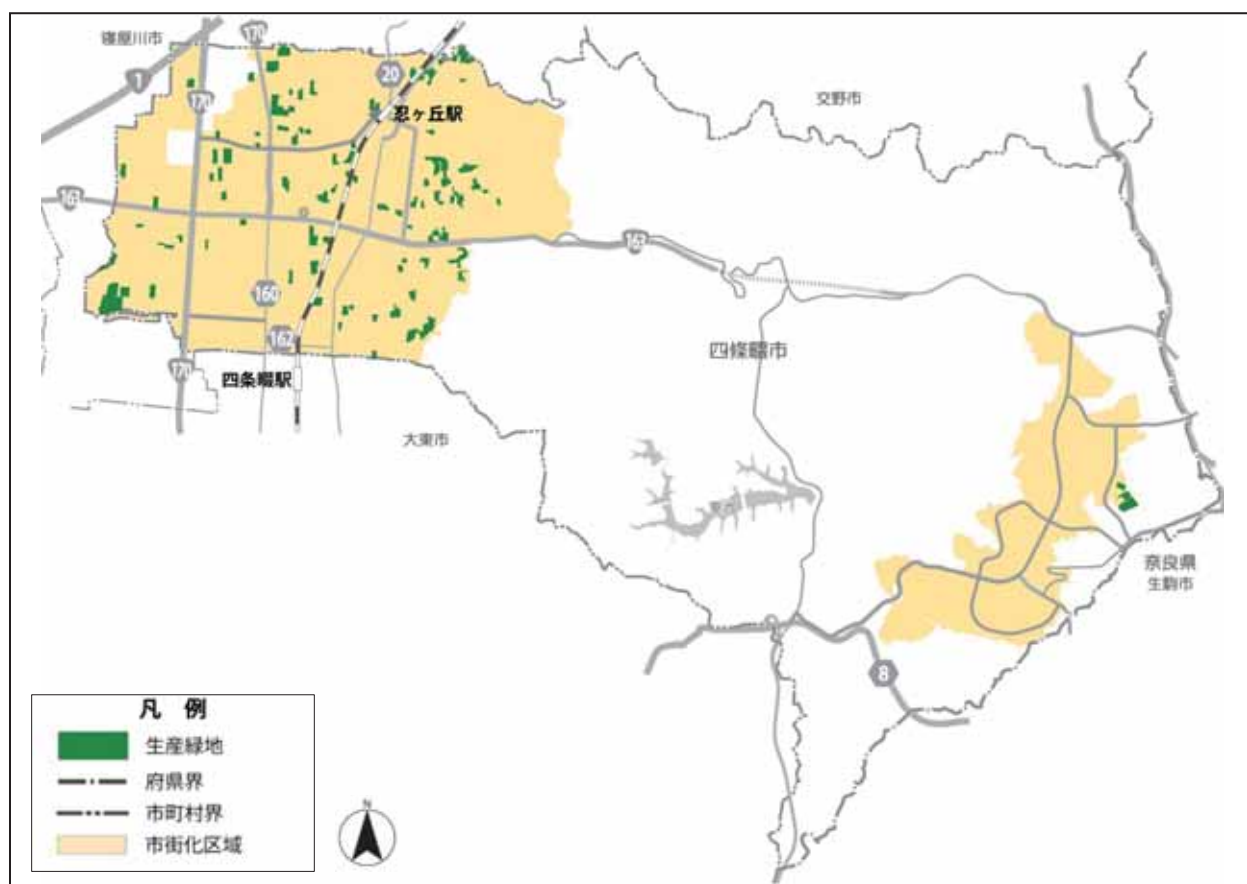 寝屋川市
170
20
1
170
交野市
忍ヶ丘駅
163
163
160
四條畷市
162
170
四条畷駅
大東市
奈良県
生駒市
8
凡 例
生産緑地
府県界
市町村界
市街化区域
N